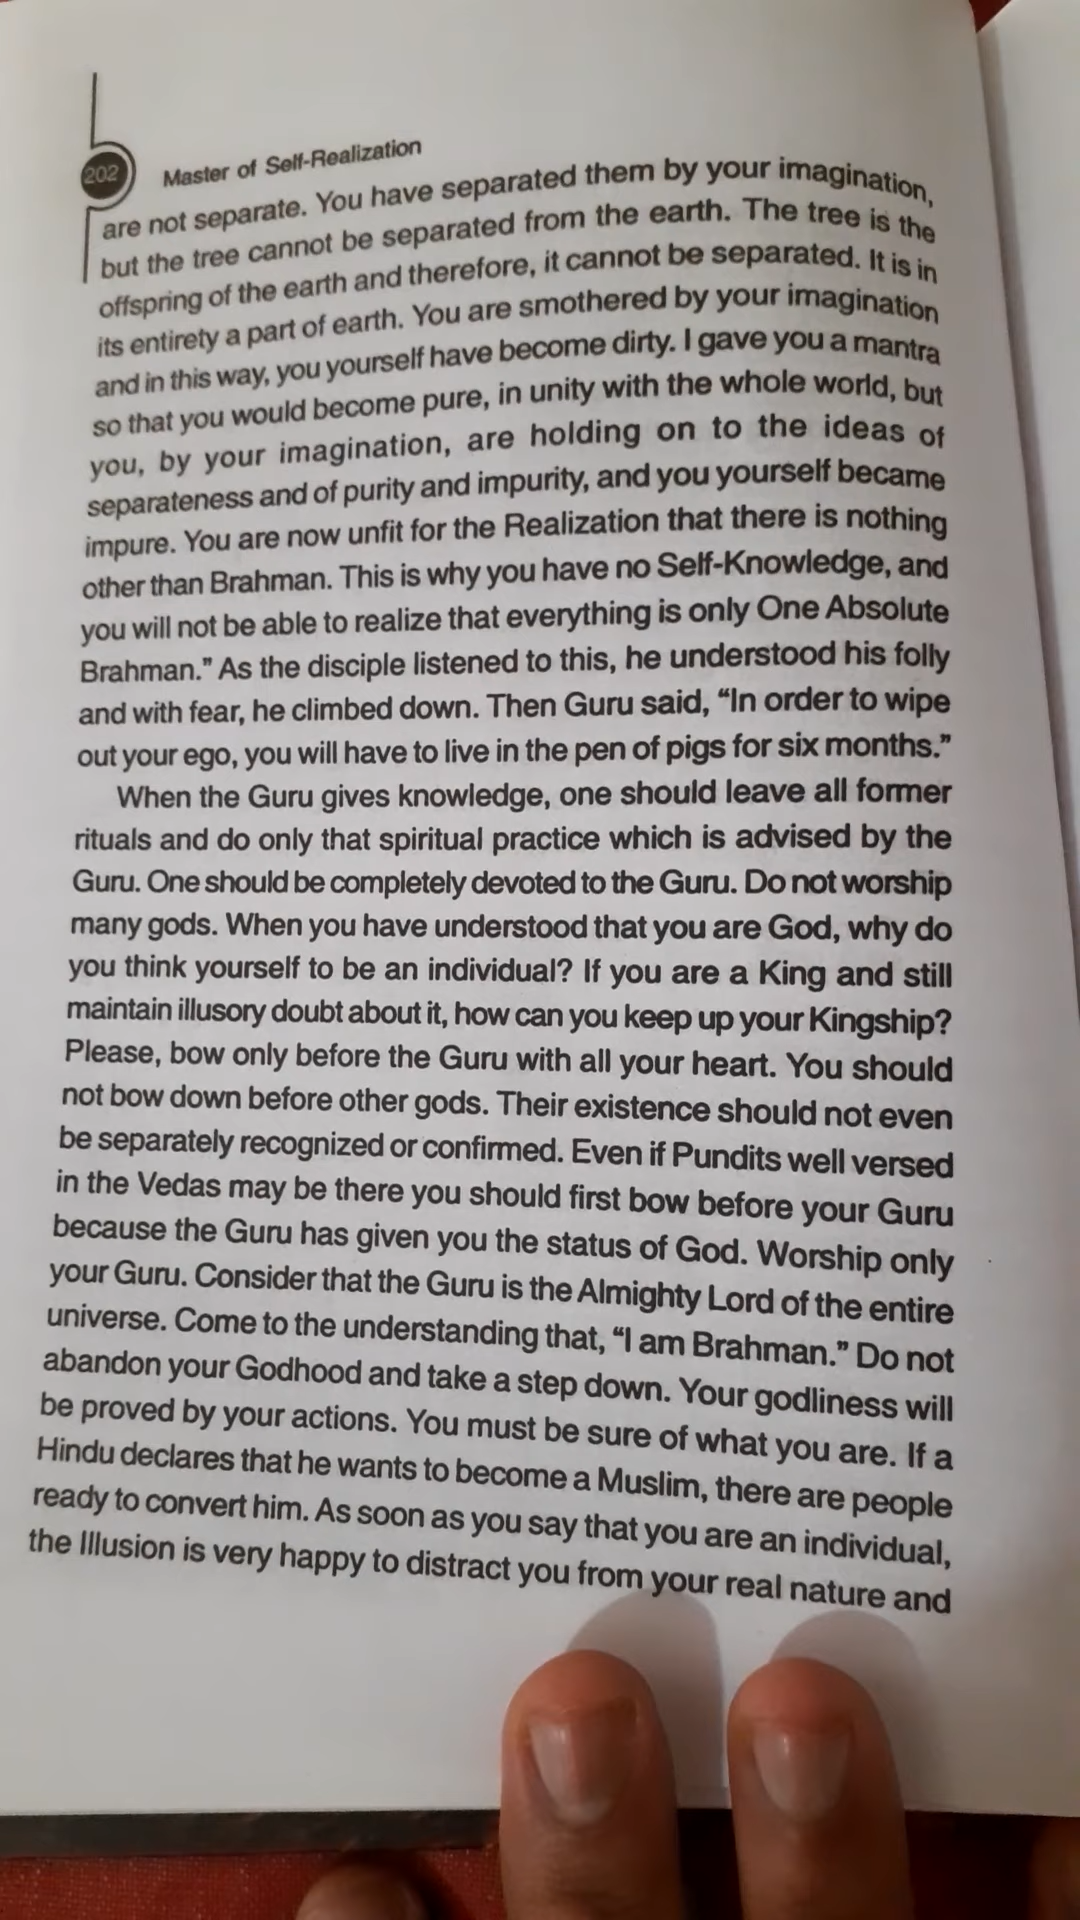 202
Master of Self-Realization
are not separate. You have separated them by your imagination,
but the tree cannot be separated from the earth. The tree is the
offspring of the earth and therefore, it cannot be separated. It is in
its entirety a part of earth. You are smothered by your imagination
and in this way, you yourself have become dirty. I gave you a mantra
so that you would become pure, in unity with the whole world, but
you, by your imagination, are holding on to the ideas of
separateness and of purity and impurity, and you yourself became
impure. You are now unfit for the Realization that there is nothing
other than Brahman. This is why you have no Self-Knowledge, and
you will not be able to realize that everything is only One Absolute
Brahman.” As the disciple listened to this, he understood his folly
and with fear, he climbed down. Then Guru said, “In order to wipe
out your ego, you will have to live in the pen of pigs for six months.”
When the Guru gives knowledge, one should leave all former
rituals and do only that spiritual practice which is advised by the
Guru. One should be completely devoted to the Guru. Do not worship
many gods. When you have understood that you are God, why do
you think yourself to be an individual? If you are a King and still
maintain illusory doubt about it, how can you keep up your Kingship?
Please, bow only before the Guru with all your heart. You should
not bow down before other gods. Their existence should not even
be separately recognized or confirmed. Even if Pundits well versed
in the Vedas may be there you should first bow before your Guru
because the Guru has given you the status of God. Worship only
your Guru. Consider that the Guru is the Almighty Lord of the entire
universe. Come to the understanding that, “I am Brahman.” Do not
abandon your Godhood and take a step down. Your godliness will
be proved by your actions. You must be sure of what you are. If a
Hindu declares that he wants to become a Muslim, there are people
ready to convert him. As soon as you say that you are an individual,
the Illusion is very happy to distract you from your real nature and